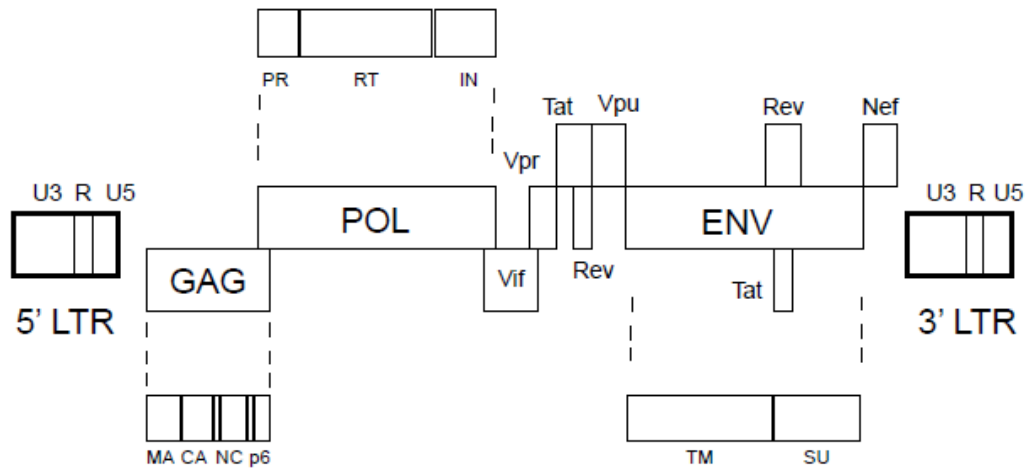 PR RT IN
Tat Vpu Rev Nef
Vpr
U3 R U5 U3 R U5
POL ENV
GAG Vif Rev Tat
5' LTR 3' LTR
MA CA NC p6 TM SU